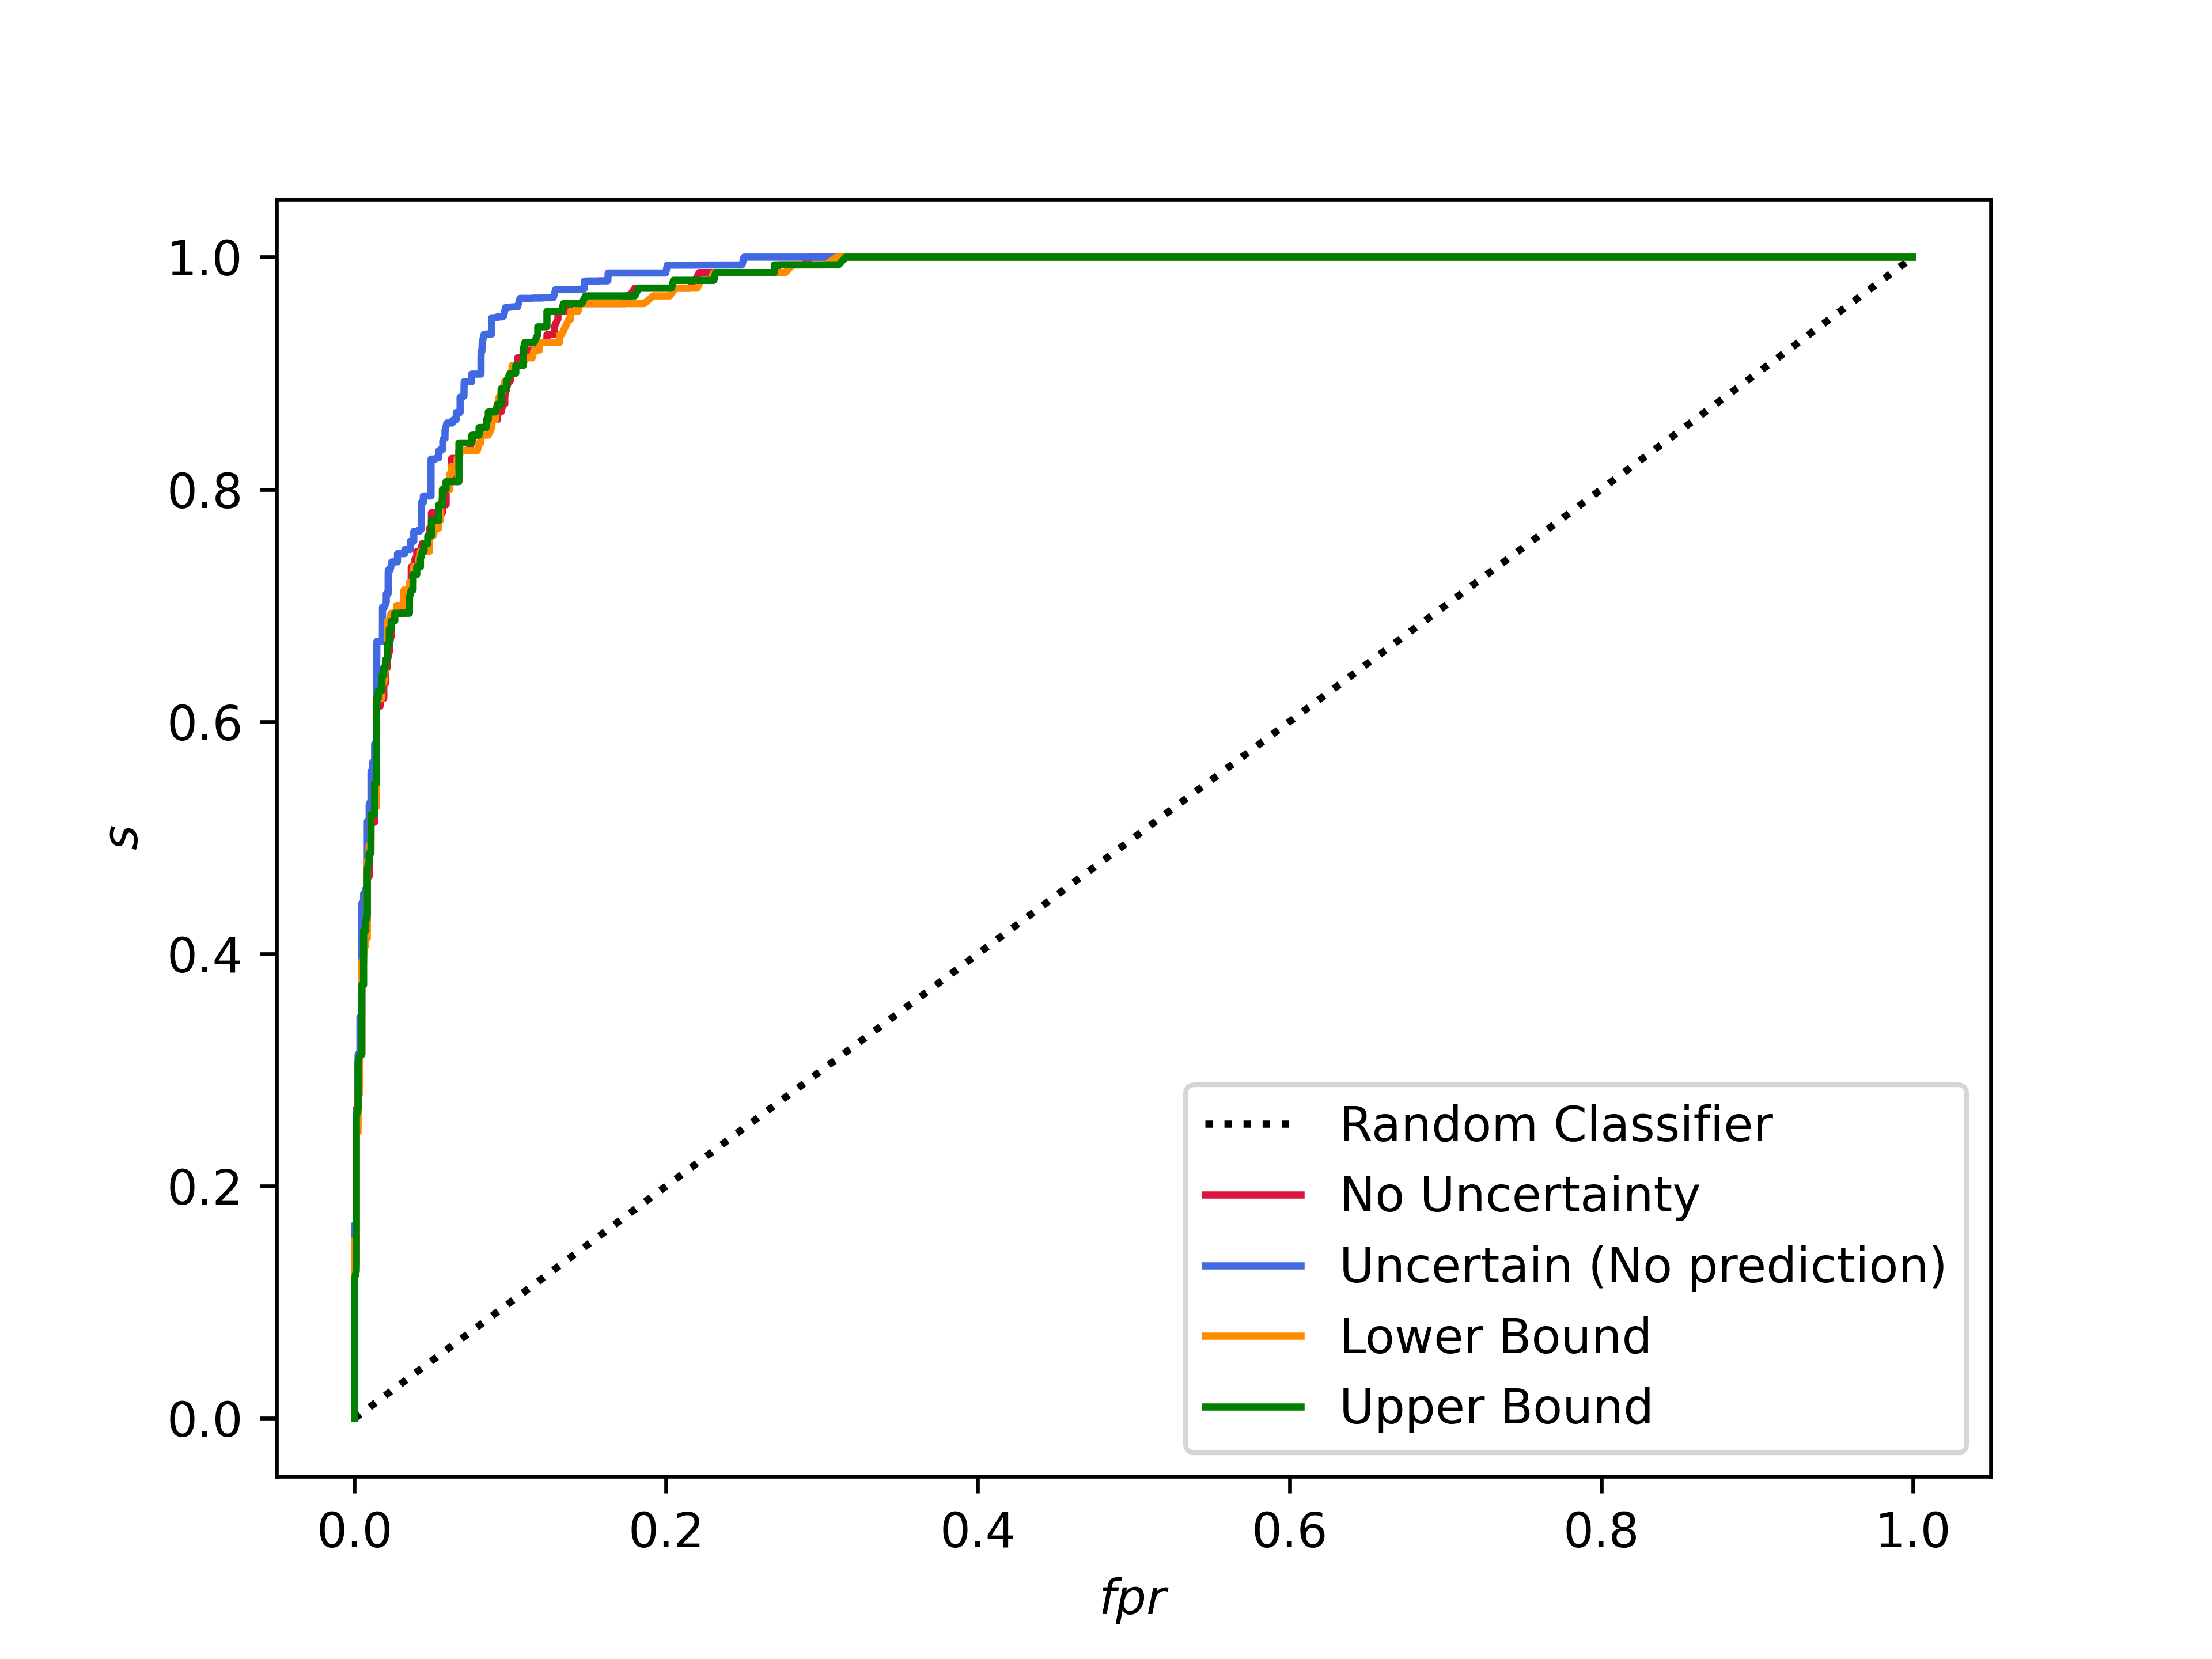 1.0
0.8
0.6
0.4
0.2
0.0
s
0.0 0.2 0.4 0.6 0.8 1.0
fpr
Random Classifier
No Uncertainty
Uncertain (No prediction)
Lower Bound
Upper Bound